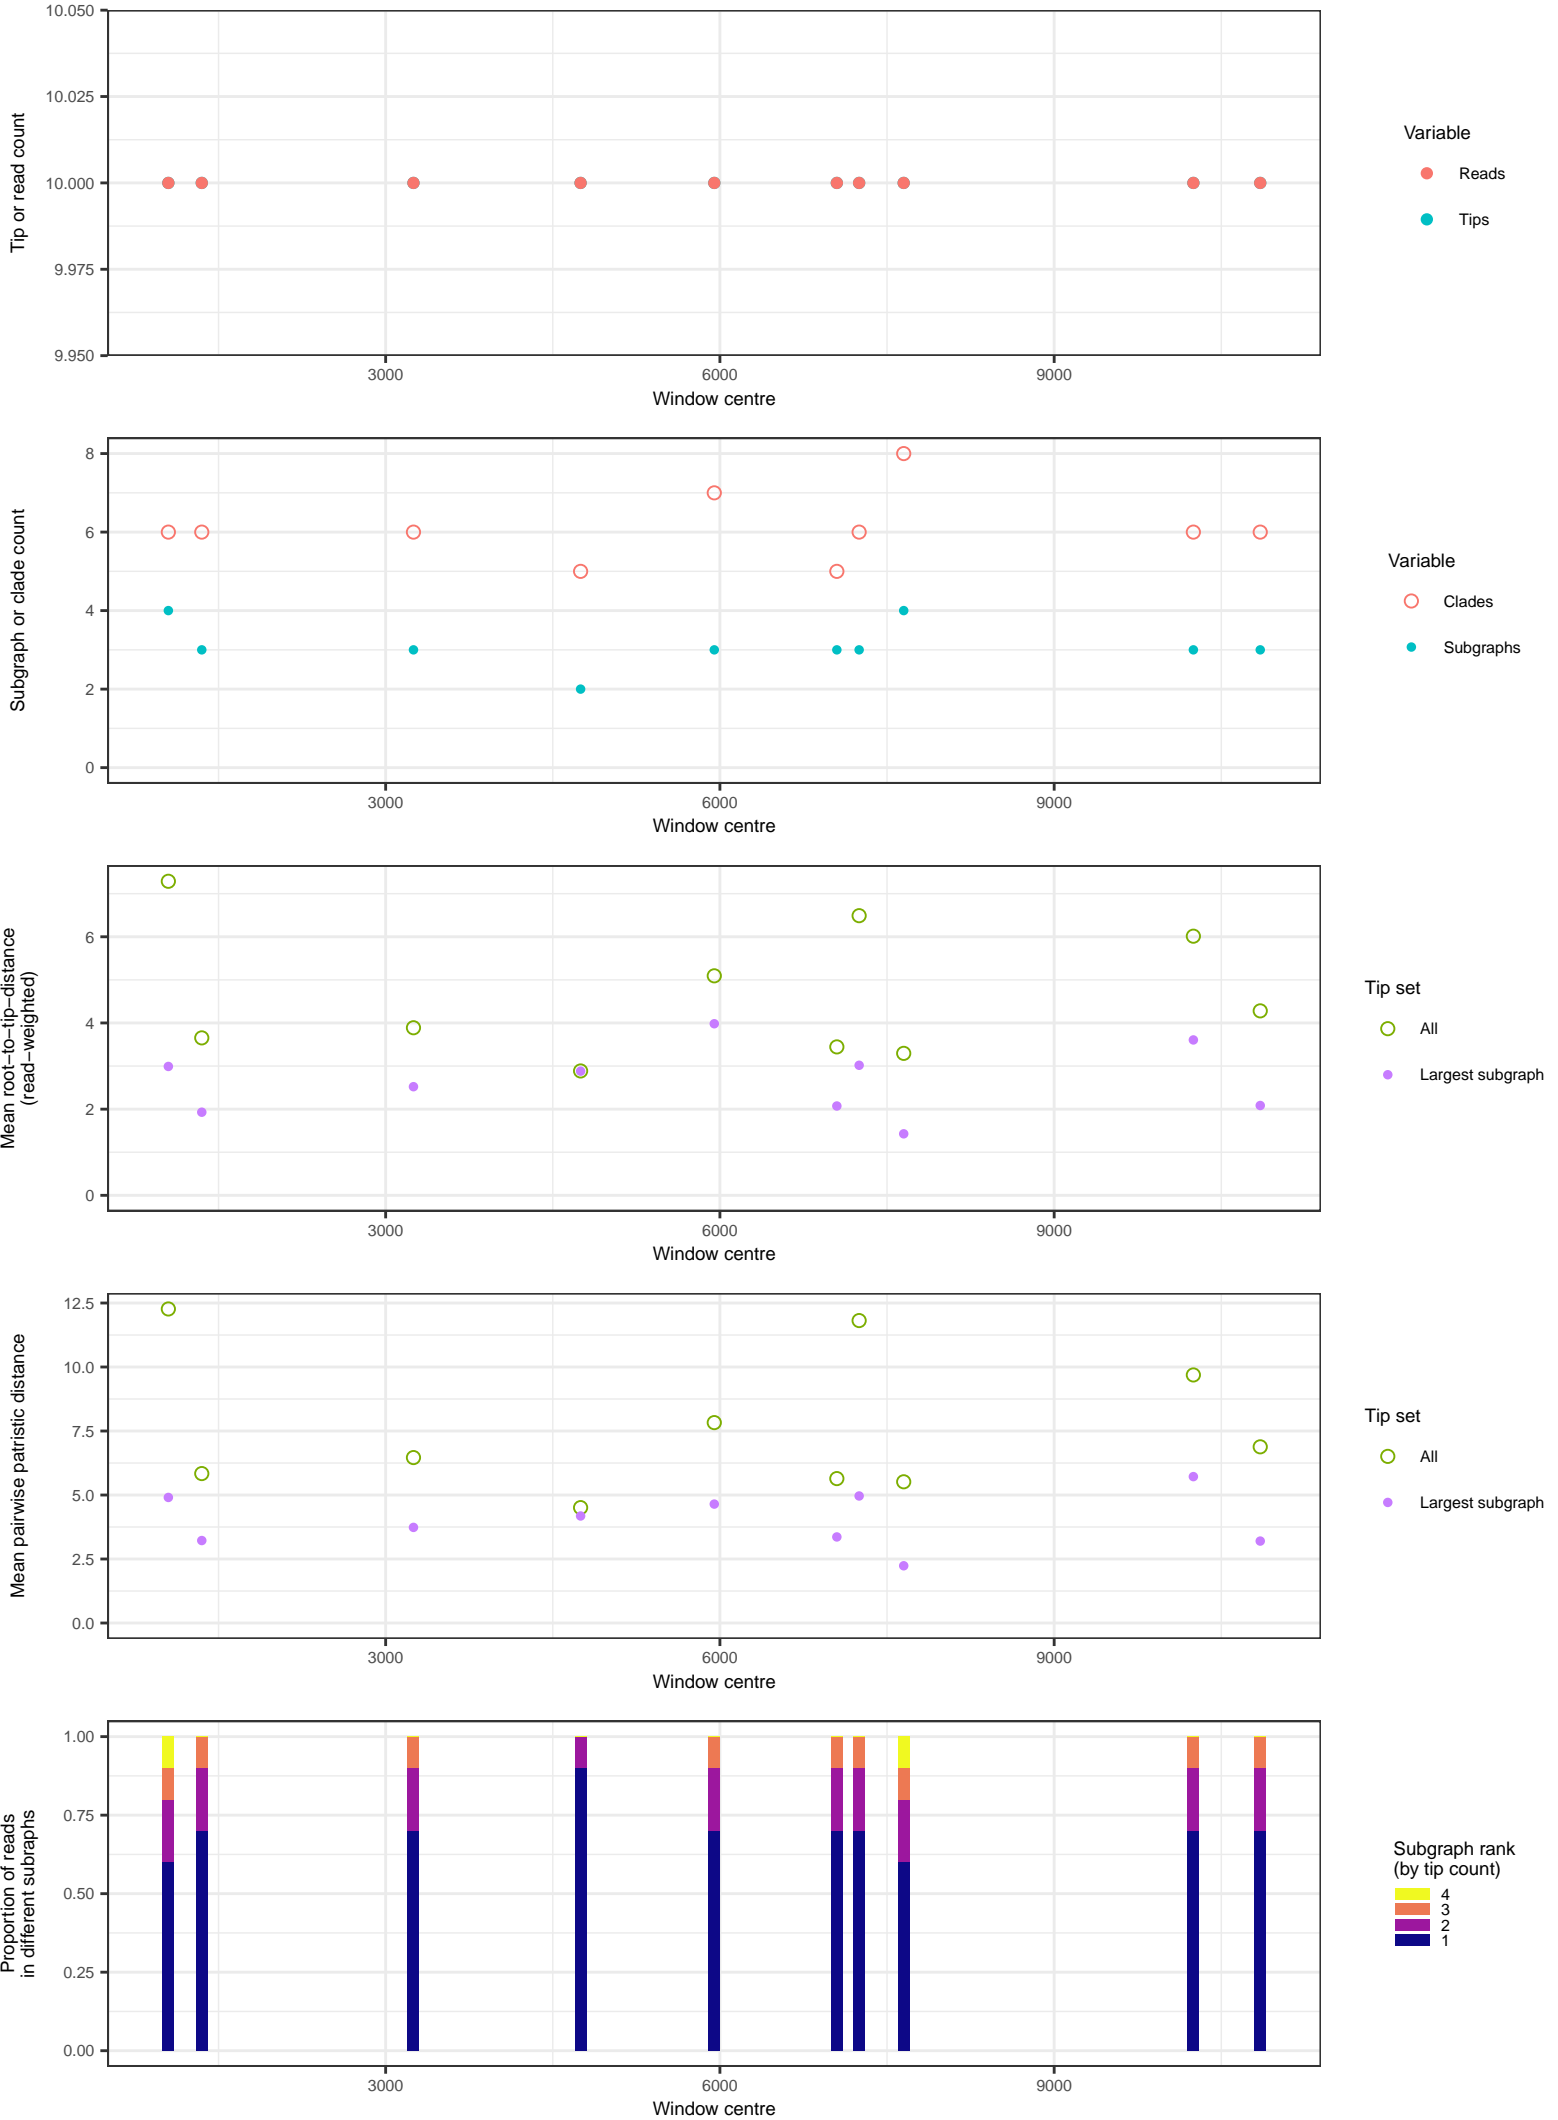 10.050
10.025
10.000
9.975
9.950
Tip or read count
3000
6000
9000
Window centre
Variable
Reads
Tips
8
6
4
2
0
Subgraph or clade count
3000
6000
9000
Window centre
Variable
Clades
Subgraphs
6
4
2
0
Mean root−to−tip−distance
(read−weighted)
3000
6000
9000
Window centre
Tip set
All
Largest subgraph
12.5
10.0
7.5
5.0
2.5
0.0
Mean pairwise patristic distance
3000
6000
9000
Window centre
Tip set
All
Largest subgraph
1.00
0.75
0.50
0.25
0.00
Proportion of reads
in different subraphs
3000
6000
9000
Window centre
Subgraph rank
(by tip count)
4
3
2
1